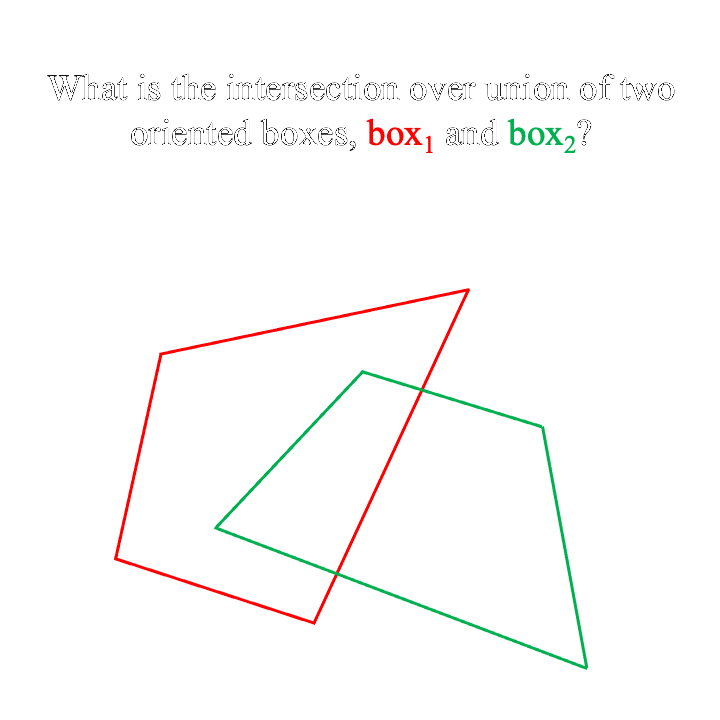 What is the intersection over union of two
oriented boxes, box₁ and box₂?